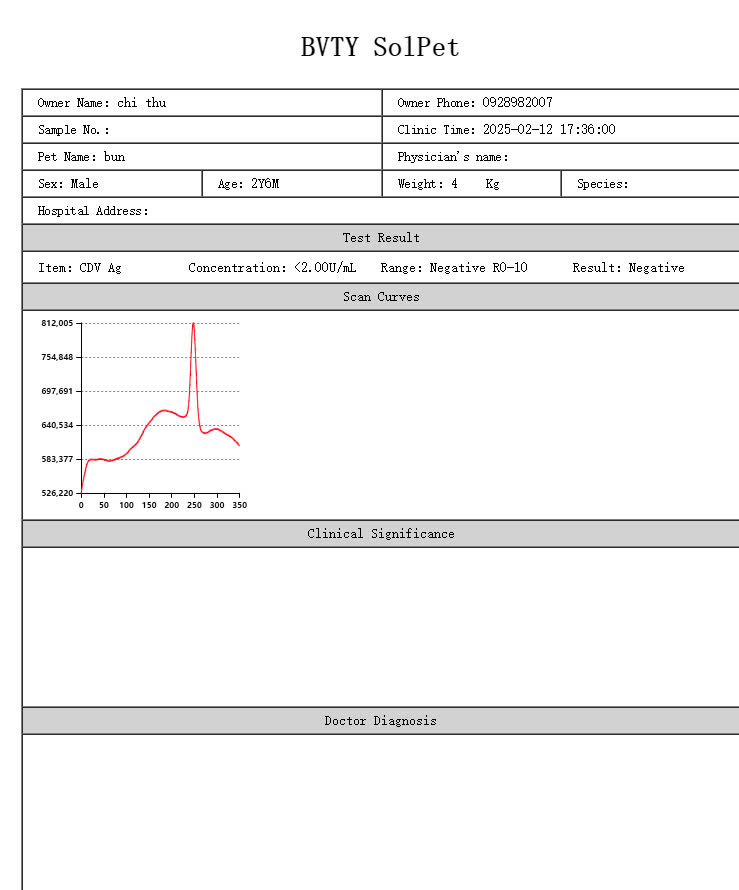 BVTY SolPet
Owner Name: chi thu Owner Phone: 0928982007
Sample No.: Clinic Time: 2025-02-12 17:36:00
Pet Name: bun Physician's name:
Sex: Male Age: 2Y6M Weight: 4 Kg Species:
Hospital Address:
Test Result
Item: CDV Ag Concentration: <2.00U/mL Range: Negative R0-10 Result: Negative
Scan Curves
812,005
754,848
697,691
640,534
583,377
526,220
0 50 100 150 200 250 300 350
Clinical Significance
Doctor Diagnosis